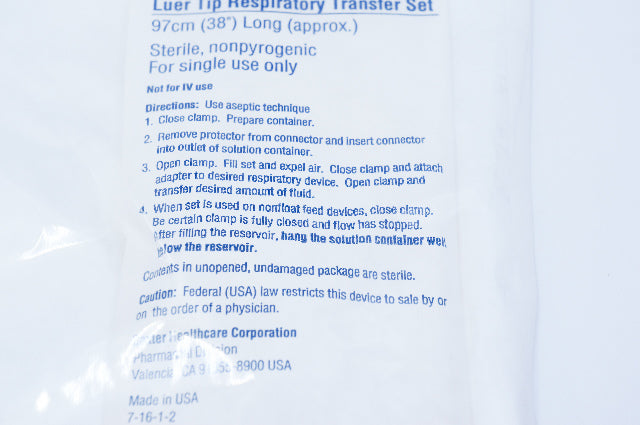 Luer Tip Respiratory Transfer Set
97cm (38") Long (approx.)
Sterile, nonpyrogenic
For single use only
Not for IV use
Directions: Use aseptic technique
1. Close clamp. Prepare container.
2. Remove protector from connector and insert connector
into outlet of solution container.
3. Open clamp. Fill set and expel air. Close clamp and attach
adapter to desired respiratory device. Open clamp and
transfer desired amount of fluid.
4. When set is used on nonfloat feed devices, close clamp.
Be certain clamp is fully closed and flow has stopped.
After filling the reservoir, hang the solution container well
below the reservoir.
Contents in unopened, undamaged package are sterile.
Caution: Federal (USA) law restricts this device to sale by or
on the order of a physician.
Healthcare Corporation
Valencia, CA -8900 USA
Made in USA
7-16-1-2